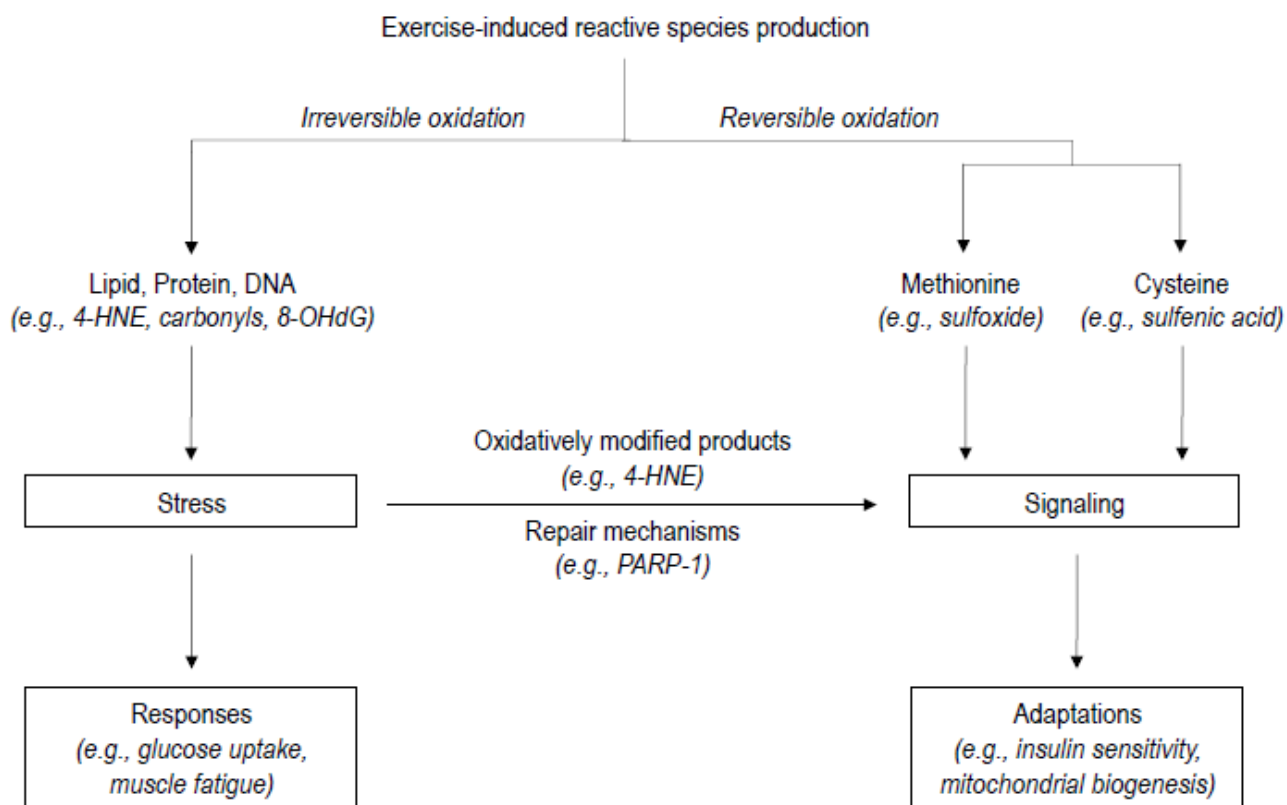 Exercise-induced reactive species production
Irreversible oxidation
Reversible oxidation
Lipid, Protein, DNA
(e.g., 4-HNE, carbonyls, 8-OHdG)
Methionine
(e.g., sulfoxide)
Cysteine
(e.g., sulfenic acid)
Oxidatively modified products
(e.g., 4-HNE)
Stress
Signaling
Repair mechanisms
(e.g., PARP-1)
Responses
(e.g., glucose uptake,
muscle fatigue)
Adaptations
(e.g., insulin sensitivity,
mitochondrial biogenesis)